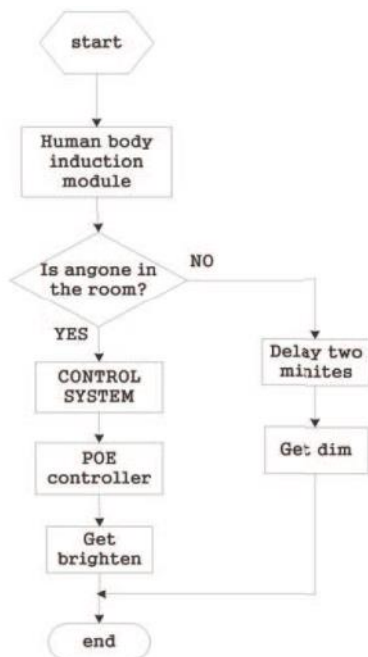 start
Human body
induction
module
Is angone in
the room?
NO
YES
Delay two
minites
CONTROL
SYSTEM
Get dim
POE
controller
Get
brighten
end